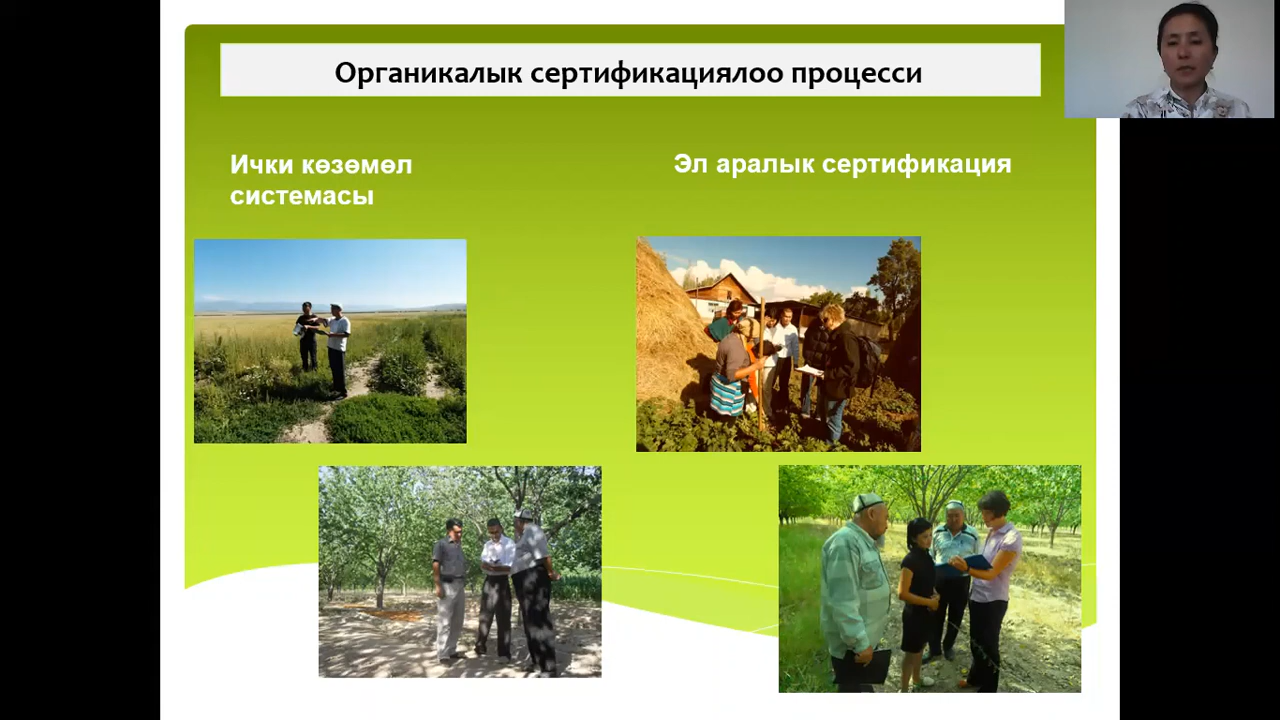 Органикалык сертификациялоо процесси
Ички көзөмөл
системасы
Эл аралык сертификация